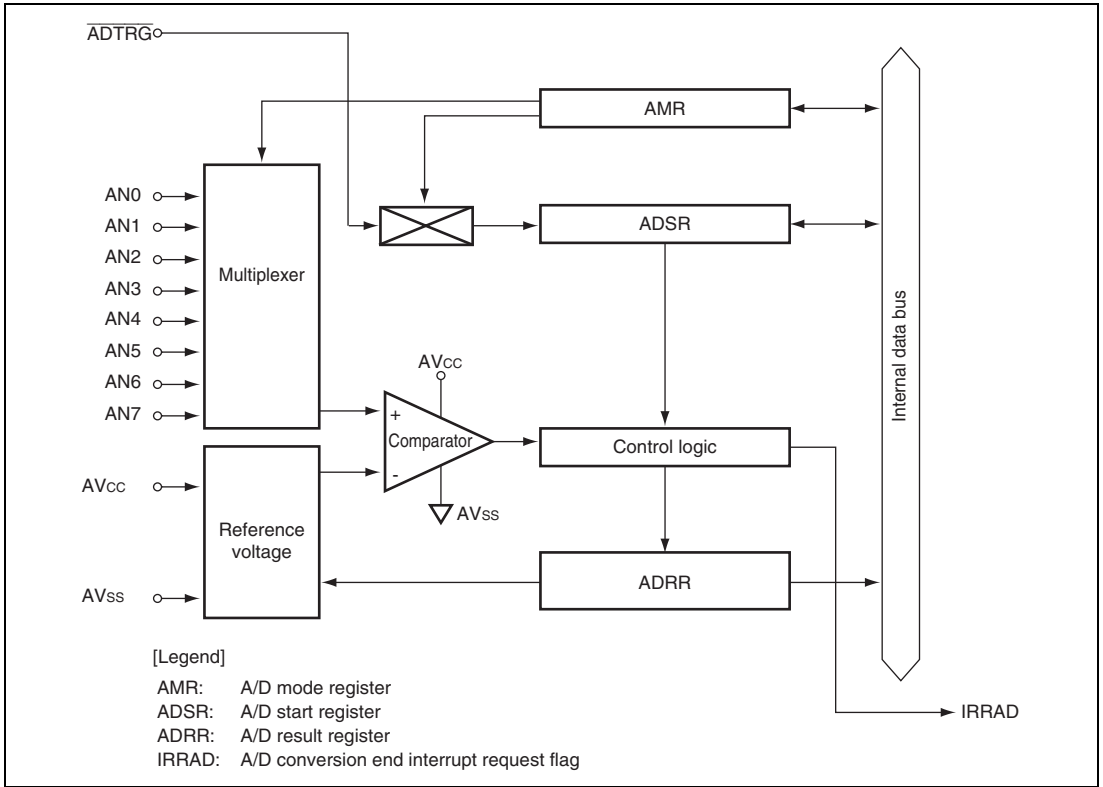 ADTRG
AMR
AN0
AN1
AN2
AN3
AN4
AN5
AN6
AN7
Multiplexer
ADSR
Internal data bus
AVCC
+
Comparator
-
AVSS
Control logic
AVCC
AVSS
Reference
voltage
ADRR
IRRAD
[Legend]
AMR: A/D mode register
ADSR: A/D start register
ADRR: A/D result register
IRRAD: A/D conversion end interrupt request flag